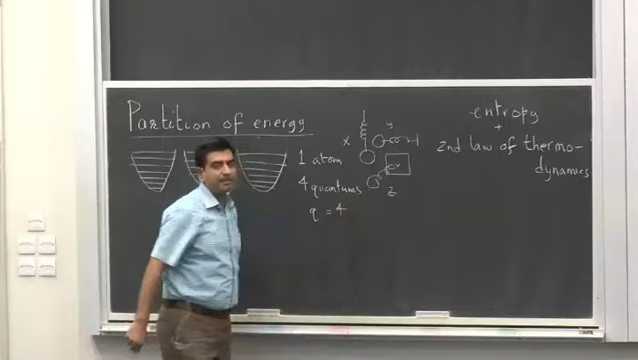 Partition of energy
1 atom
4 quantums
q = 4
x
y
z
entropy
+
2nd law of thermo-
dynamics